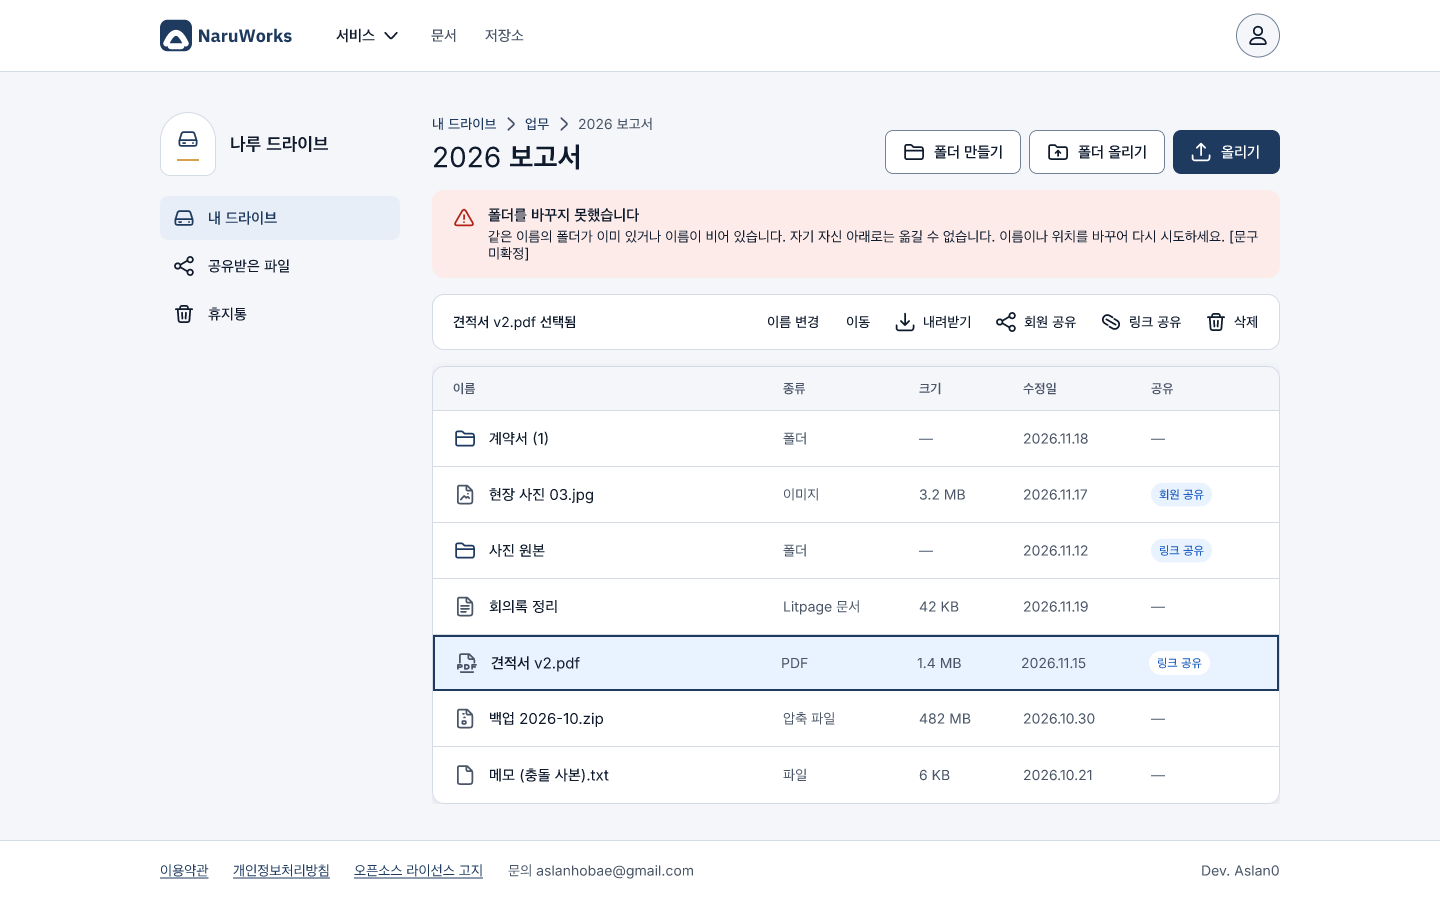 NaruWorks 서비스 문서 저장소
나루 드라이브
내 드라이브
공유받은 파일
휴지통
내 드라이브 > 업무 > 2026 보고서
2026 보고서
폴더 만들기 폴더 올리기 올리기
폴더를 바꾸지 못했습니다
같은 이름의 폴더가 이미 있거나 이름이 비어 있습니다. 자기 자신 아래로는 옮길 수 없습니다. 이름이나 위치를 바꾸어 다시 시도하세요. [문구
미확정]
견적서 v2.pdf 선택됨 이름 변경 이동 내려받기 회원 공유 링크 공유 삭제
이름 종류 크기 수정일 공유
계약서 (1) 폴더 — 2026.11.18 —
현장 사진 03.jpg 이미지 3.2 MB 2026.11.17 회원 공유
사진 원본 폴더 — 2026.11.12 링크 공유
회의록 정리 Litpage 문서 42 KB 2026.11.19 —
PDF 견적서 v2.pdf PDF 1.4 MB 2026.11.15 링크 공유
백업 2026-10.zip 압축 파일 482 MB 2026.10.30 —
메모 (충돌 사본).txt 파일 6 KB 2026.10.21 —
이용약관 개인정보처리방침 오픈소스 라이선스 고지 문의 aslanhobae@gmail.com Dev. Aslan0